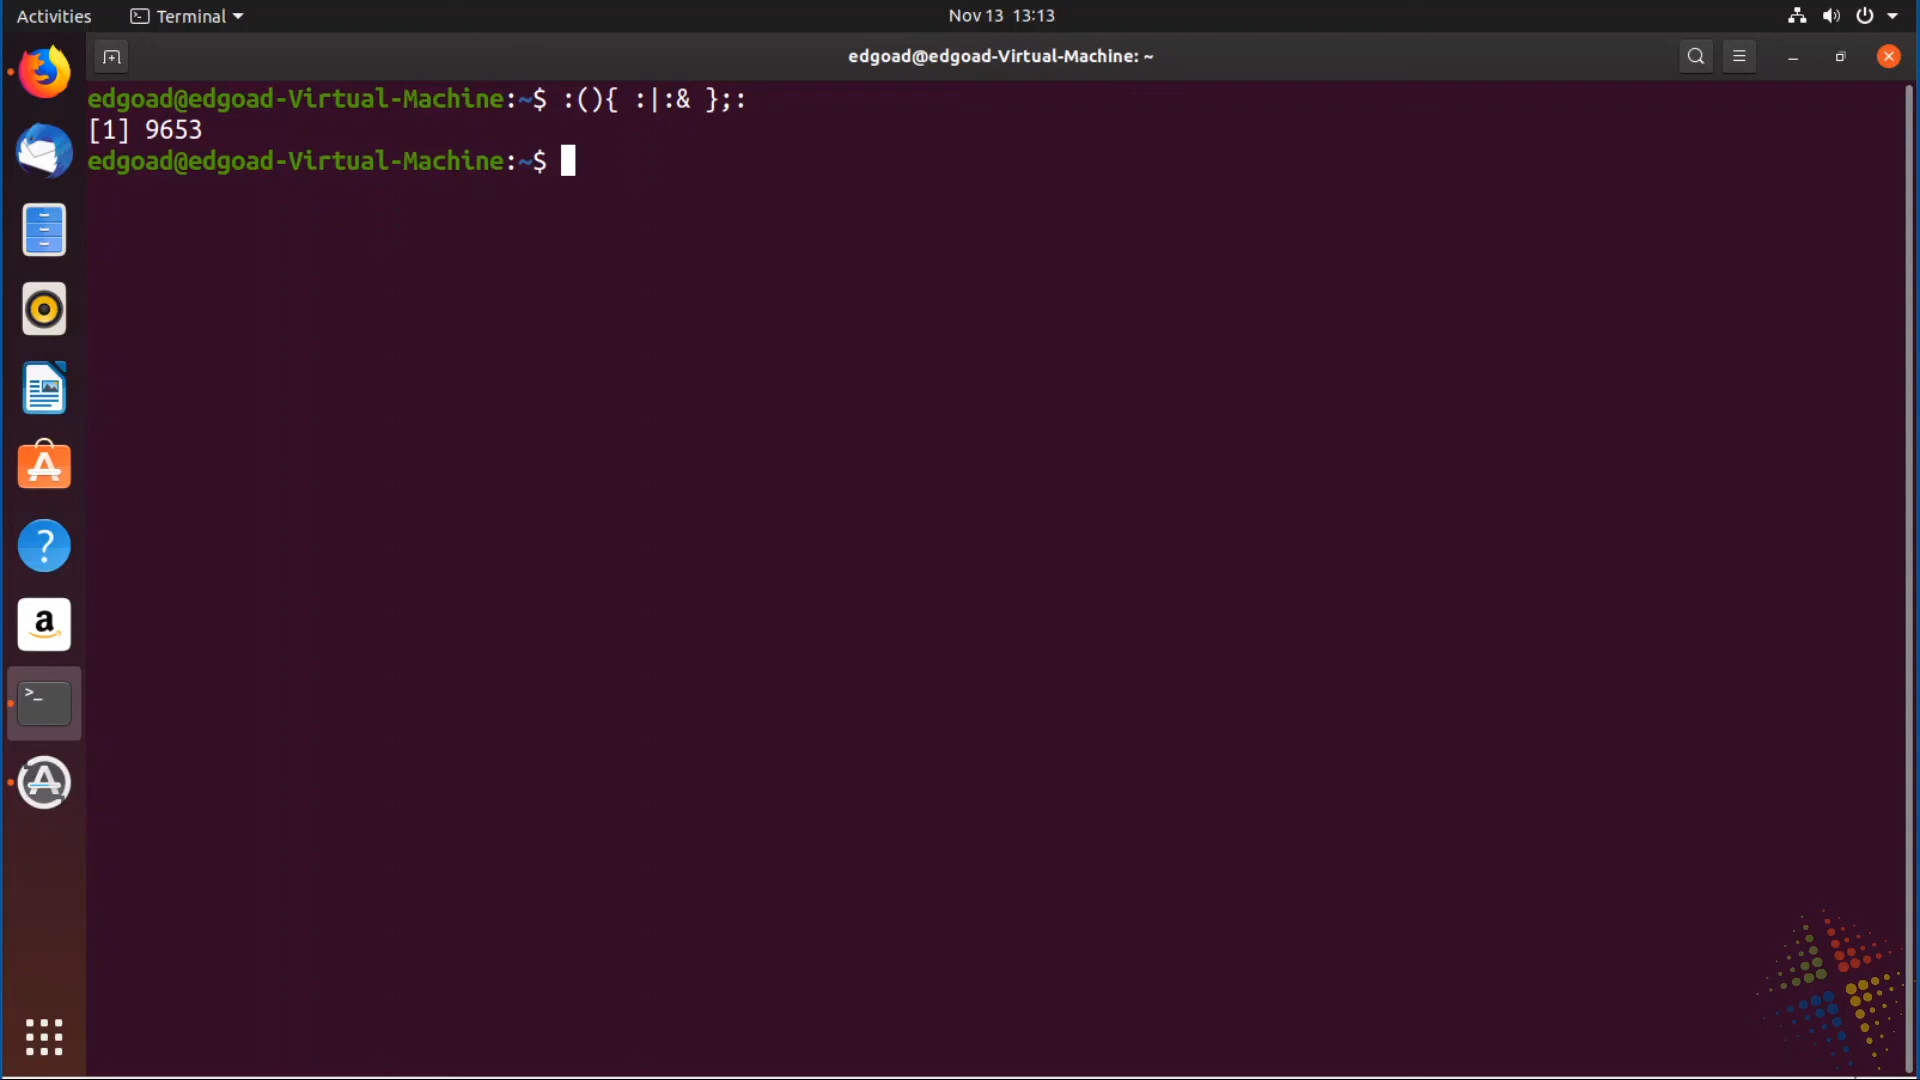 Activities Terminal Nov 13 13:13
edgoad@edgoad-Virtual-Machine: ~
edgoad@edgoad-Virtual-Machine:~$ :(){ :|:& };:
[1] 9653
edgoad@edgoad-Virtual-Machine:~$
?
a
>_